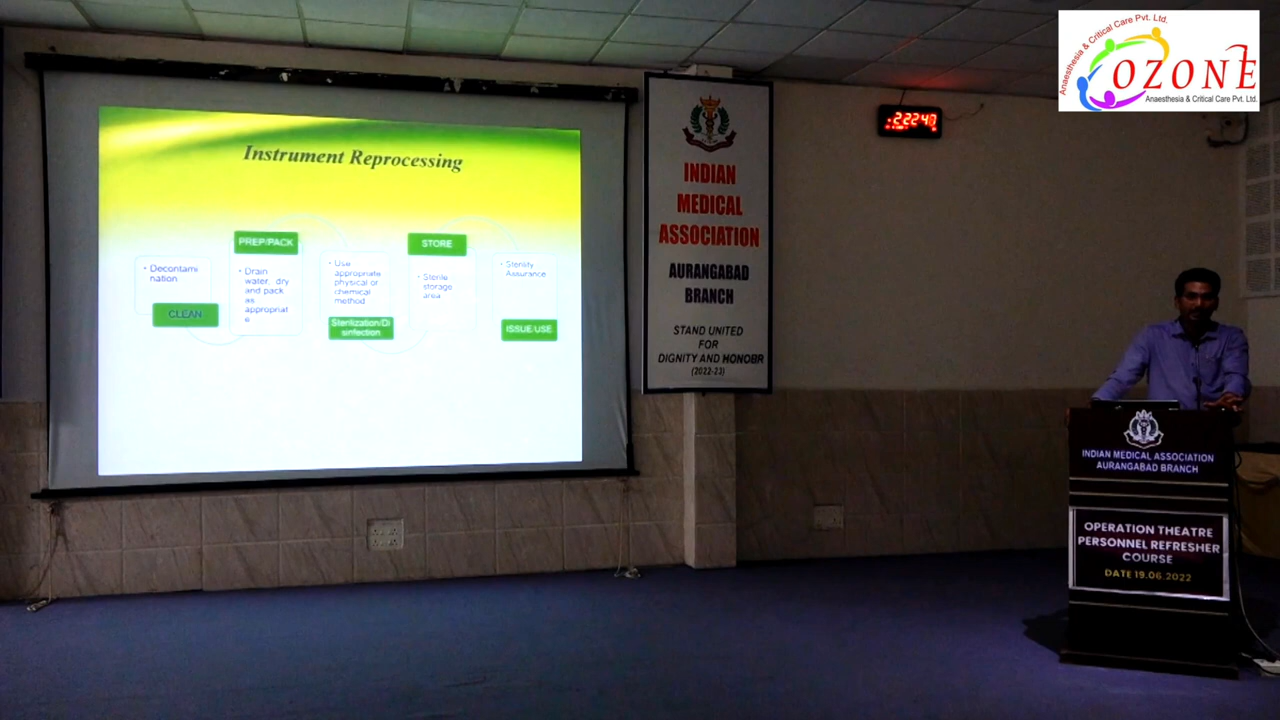 Instrument Reprocessing
• Decontami
nation
CLEAN
PREP/PACK
• Drain
water, dry
and pack
as
appropriat
e
• Use
appropriate
physical or
chemical
method
Sterilization/Di
sinfection
STORE
• Sterile
storage
area
• Sterility
Assurance
ISSUE/USE
INDIAN
MEDICAL
ASSOCIATION
AURANGABAD
BRANCH
STAND UNITED
FOR
DIGNITY AND HONOBR
(2022-23)
22247
Anaesthesia & Critical Care Pvt. Ltd.
OZONE
Anaesthesia & Critical Care Pvt. Ltd.
INDIAN MEDICAL ASSOCIATION
AURANGABAD BRANCH
OPERATION THEATRE
PERSONNEL REFRESHER
COURSE
DATE 19.06.2022